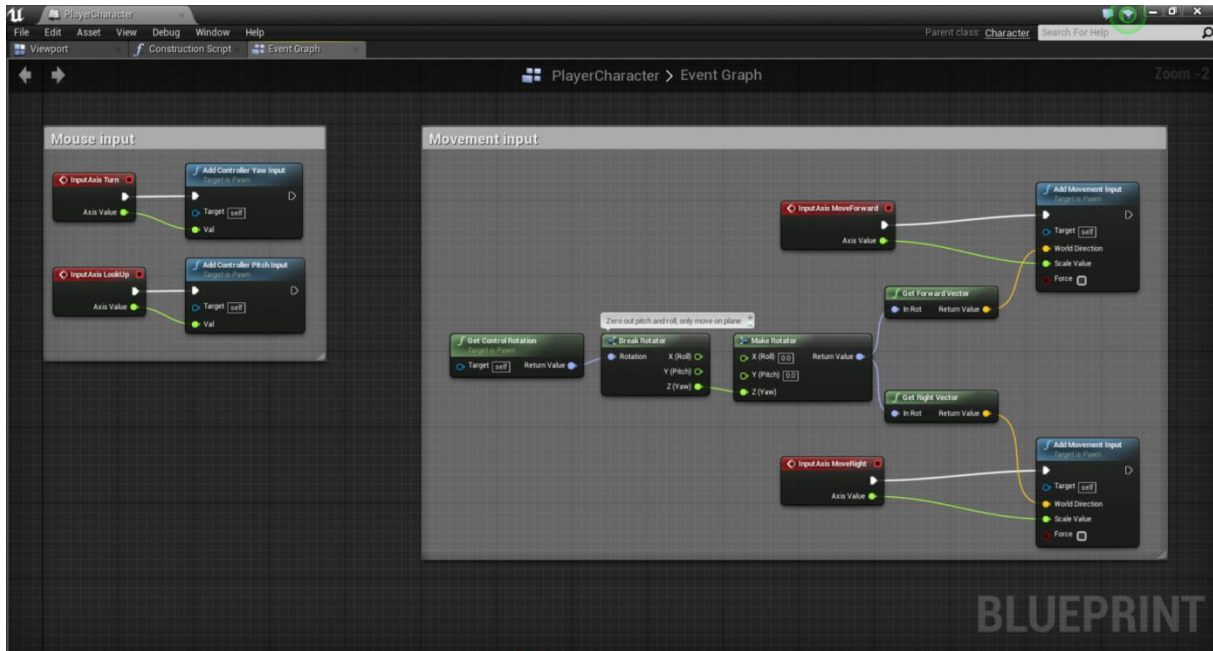 PlayerCharacter
File Edit Asset View Debug Window Help
Parent class: Character
Search For Help
Viewport
Construction Script
Event Graph
PlayerCharacter > Event Graph
Zoom -2
Mouse input
InputAxis Turn
Axis Value
Add Controller Yaw Input
Target is Pawn
Target self
Val
InputAxis LookUp
Axis Value
Add Controller Pitch Input
Target is Pawn
Target self
Val
Movement input
InputAxis MoveForward
Axis Value
Add Movement Input
Target is Pawn
Target self
World Direction
Scale Value
Force
Get Forward Vector
In Rot Return Value
Zero out pitch and roll, only move on plane
Get Control Rotation
Target is Pawn
Target self Return Value
Break Rotator
Rotation X (Roll)
Y (Pitch)
Z (Yaw)
Make Rotator
X (Roll) 0.0 Return Value
Y (Pitch) 0.0
Z (Yaw)
Get Right Vector
In Rot Return Value
InputAxis MoveRight
Axis Value
Add Movement Input
Target is Pawn
Target self
World Direction
Scale Value
Force
BLUEPRINT